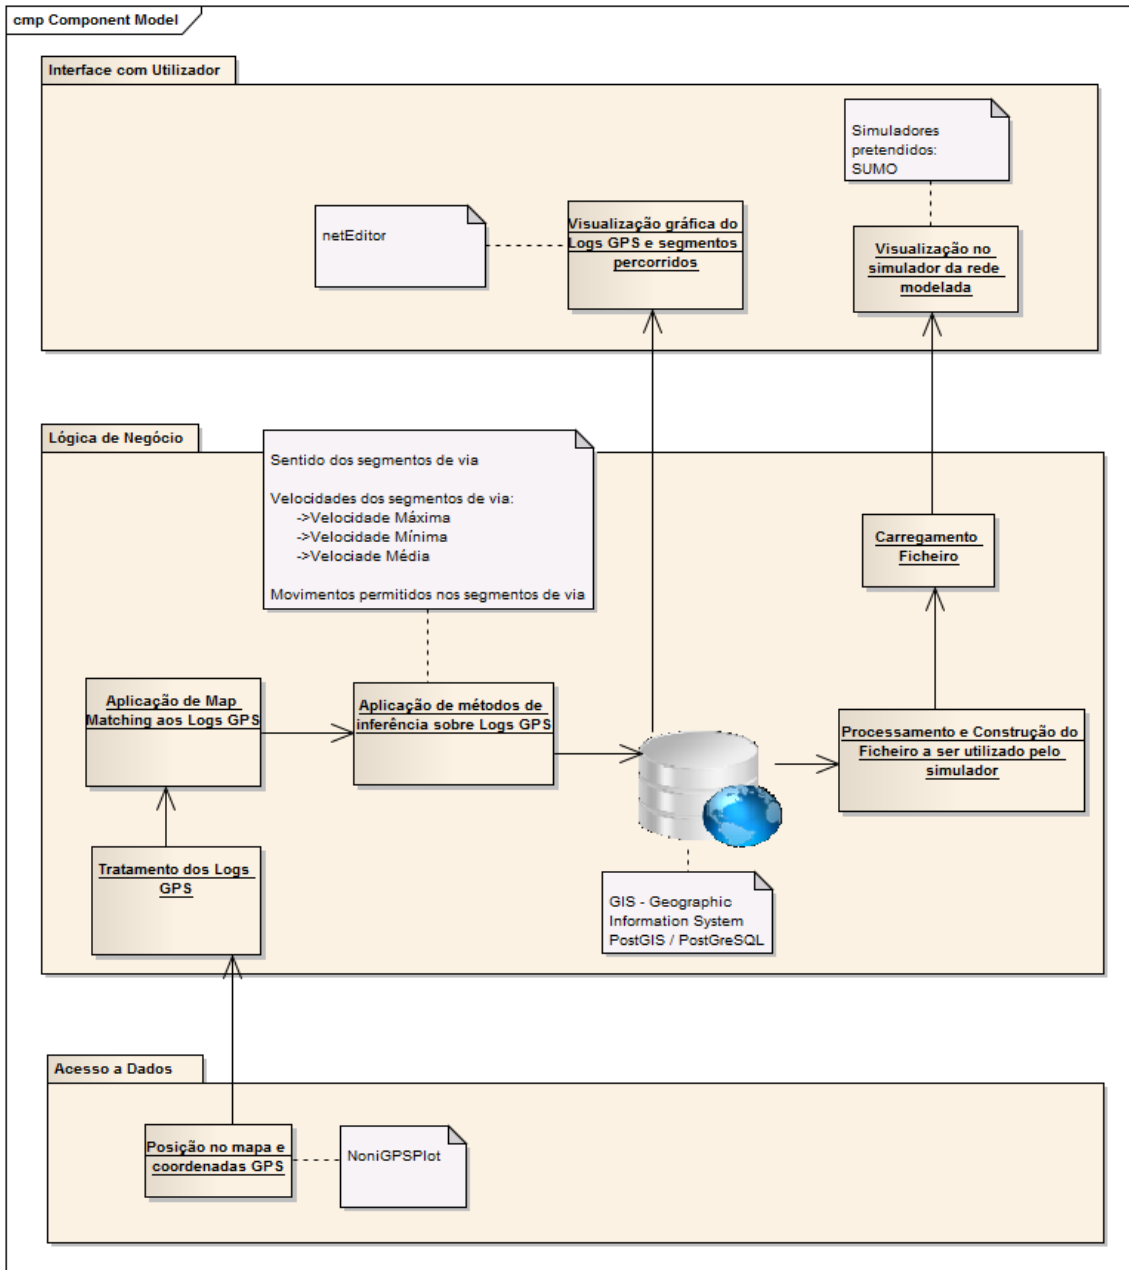 cmp Component Model
Interface com Utilizador
Simuladores
pretendidos:
SUMO
netEditor
Visualização gráfica do
Logs GPS e segmentos
percorridos
Visualização no
simulador da rede
modelada
Lógica de Negócio
Sentido dos segmentos de via
Velocidades dos segmentos de via:
->Velocidade Máxima
->Velocidade Mínima
->Velociade Média
Movimentos permitidos nos segmentos de via
Carregamento
Ficheiro
Aplicação de Map
Matching aos Logs GPS
Aplicação de métodos de
inferência sobre Logs GPS
Processamento e Construção do
Ficheiro a ser utilizado pelo
simulador
Tratamento dos Logs
GPS
GIS - Geographic
Information System
PostGIS / PostGreSQL
Acesso a Dados
Posição no mapa e
coordenadas GPS
NoniGPSPlot